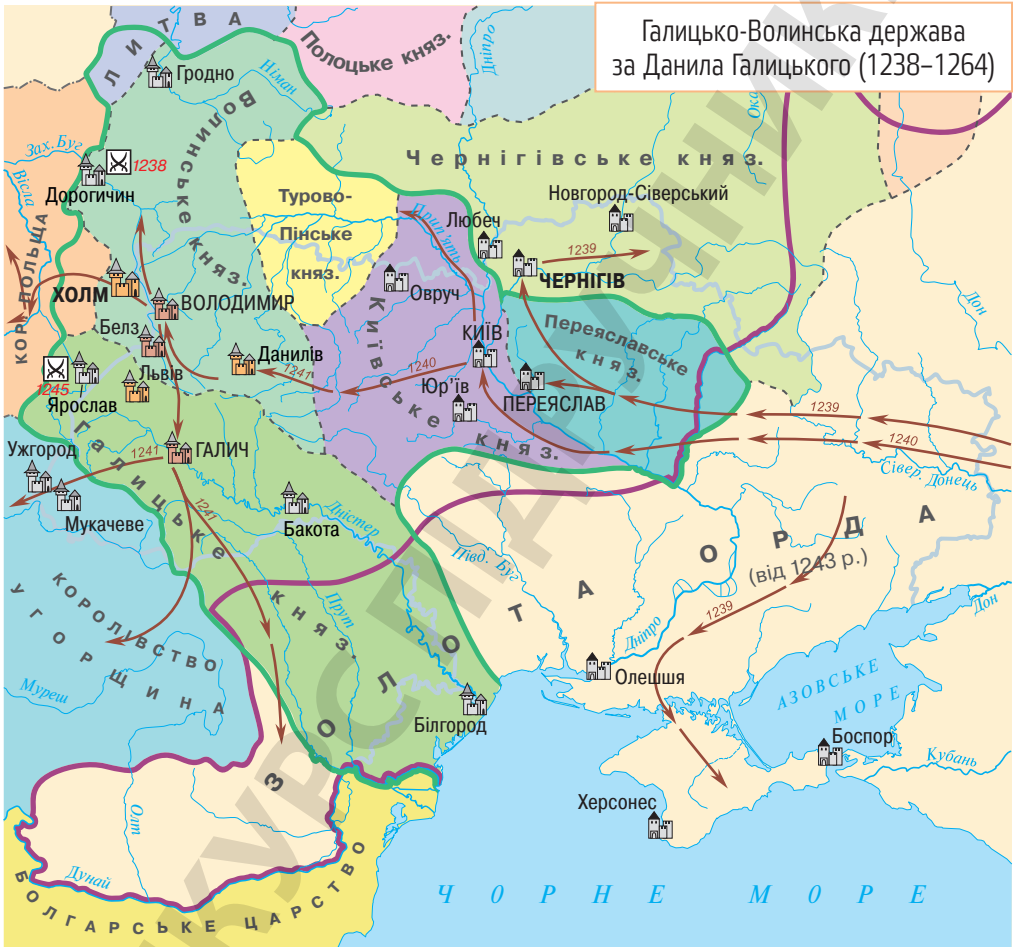 Галицько-Волинська держава
за Данила Галицького (1238–1264)
ЛИТВА
Полоцьке княз.
Дніпро
Ока
Гродно
Німан
Волинське княз.
Зах. Буг
1238
Вісла
Дорогичин
Чернігівське княз.
Турово-
Пінське
княз.
Прип'ять
Любеч
Новгород-Сіверський
1239
ЧЕРНІГІВ
КОР. ПОЛЬЩА
ХОЛМ
ВОЛОДИМИР
Овруч
Дон
Белз
Київське княз.
КИЇВ
Переяславське
княз.
Данилів
1241
1240
Львів
1245
Ярослав
Юр’їв
ПЕРЕЯСЛАВ
1239
1240
Ужгород
Галицьке княз.
1241
ГАЛИЧ
Сівер. Донець
Мукачеве
1241
Бакота
Дністер
Півд. Буг
ЗОЛОТА ОРДА
(від 1243 р.)
КОРОЛІВСТВО
УГОРЩИНА
Прут
1239
Дніпро
Дон
Муреш
Олешшя
АЗОВСЬКЕ
МОРЕ
Білгород
Боспор
Кубань
Олт
Херсонес
Дунай
БОЛГАРСЬКЕ ЦАРСТВО
ЧОРНЕ МОРЕ